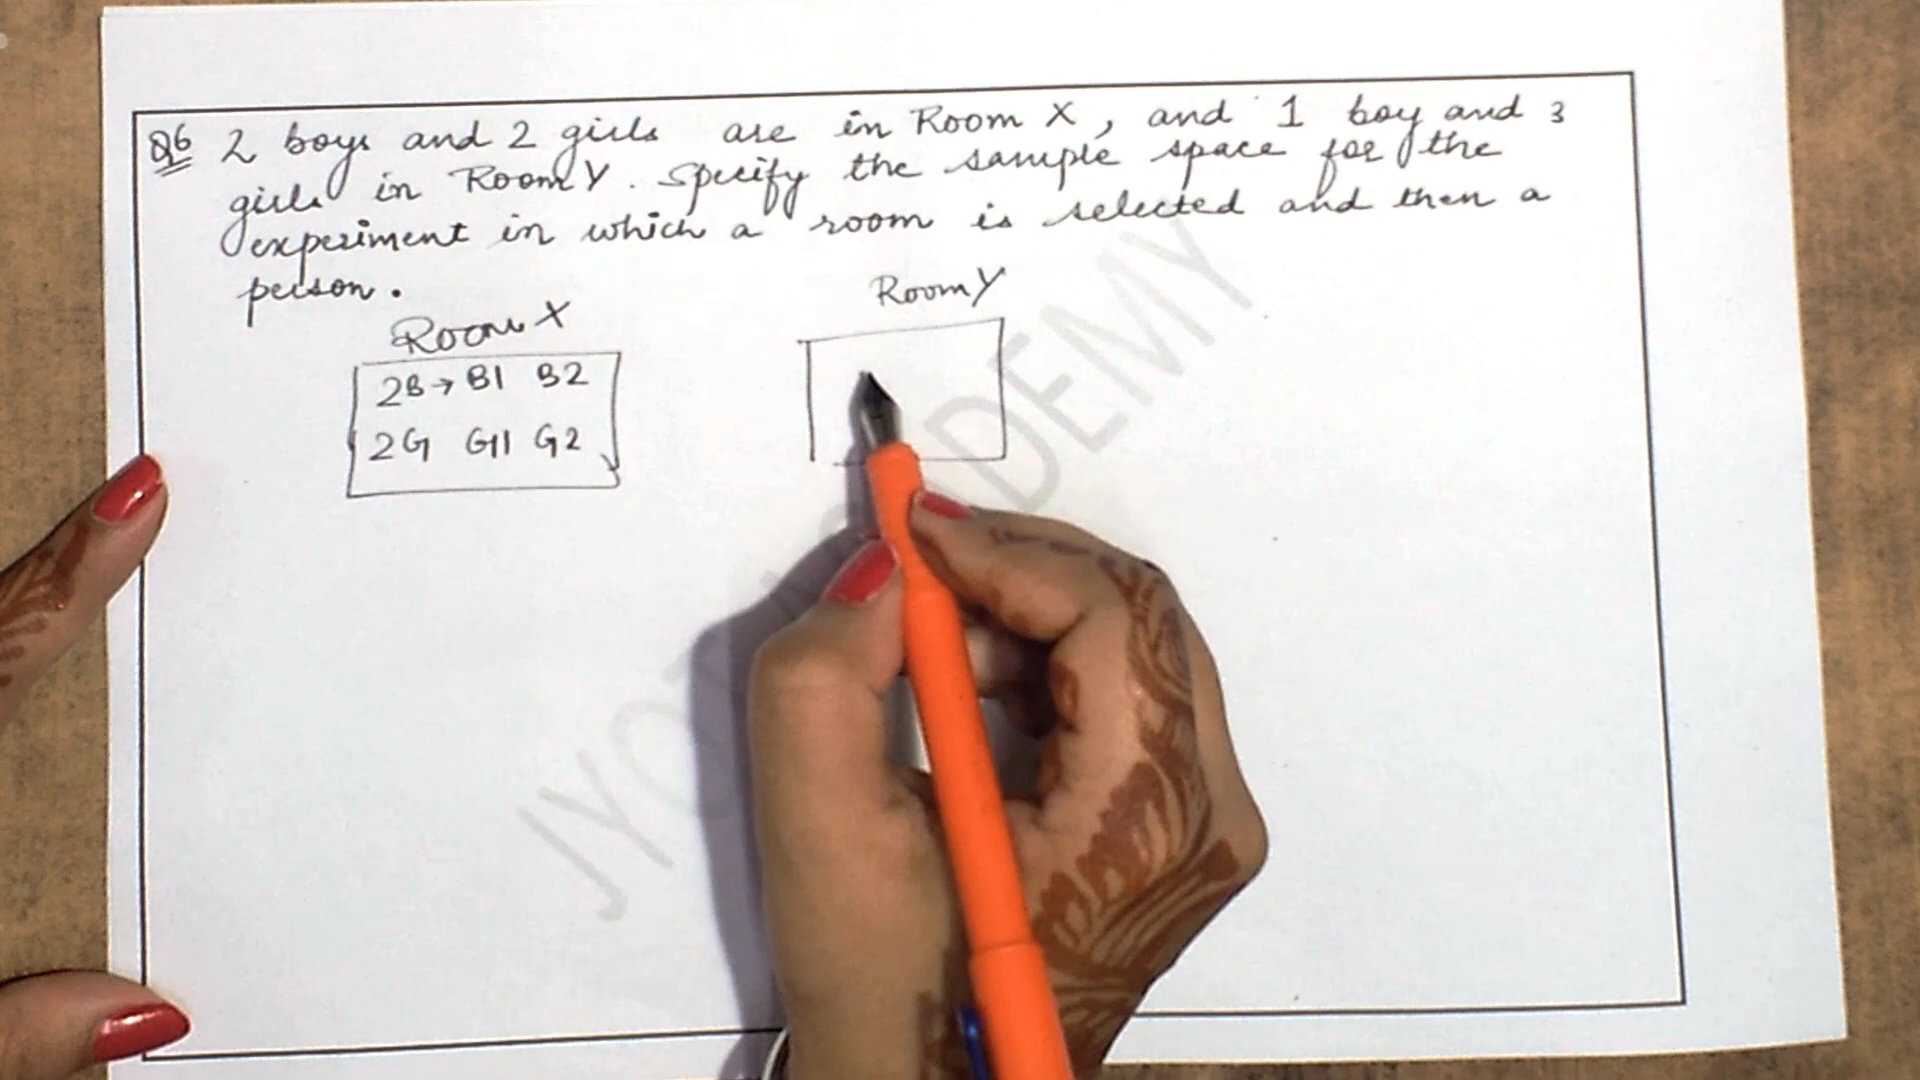 Q6 2 boys and 2 girls are in Room X, and 1 boy and 3
girls in Room Y. Specify the sample space for the
experiment in which a room is selected and then a
person.
Room X
Room Y
2B → B1 B2
2G G1 G2